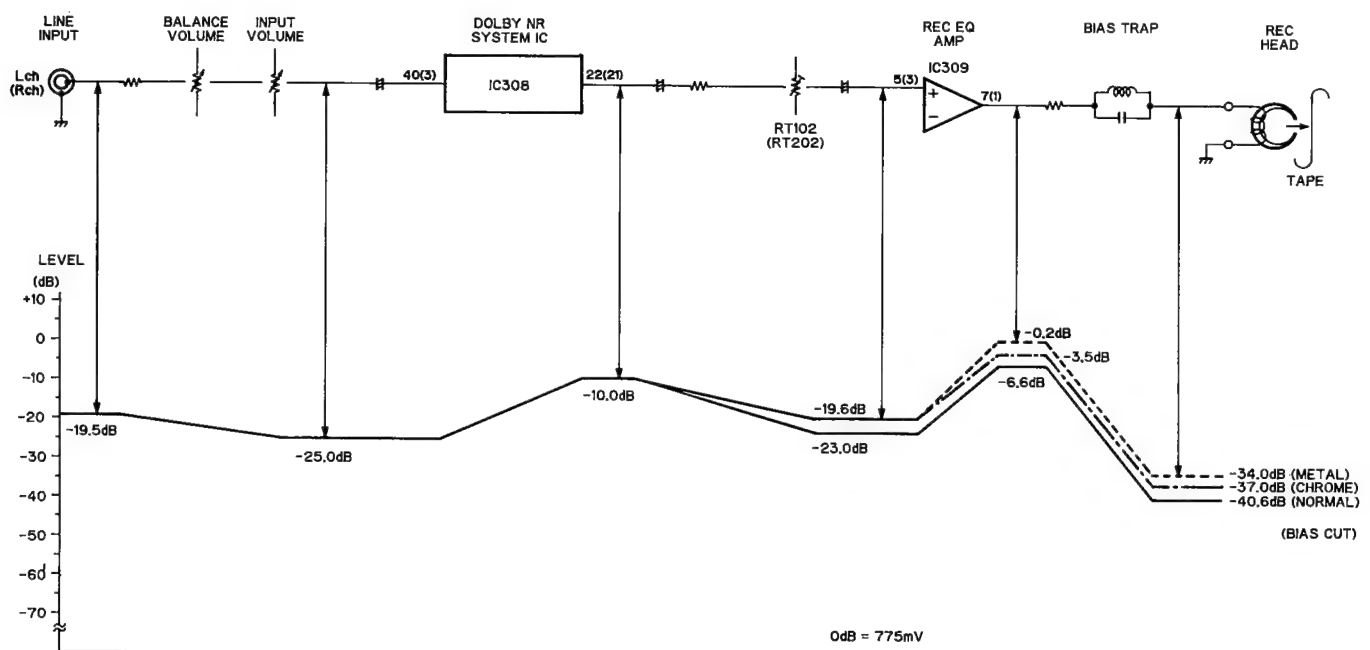 LINE INPUT
BALANCE VOLUME
INPUT VOLUME
DOLBY NR SYSTEM IC
REC EQ AMP
BIAS TRAP
REC HEAD
Lch
(Rch)
40(3)
IC308
22(21)
RT102
(RT202)
5(3)
IC309
+
−
7(1)
TAPE
LEVEL
(dB)
+10
0
-10
-20
-30
-40
-50
-60
-70
-19.5dB
-25.0dB
-10.0dB
-19.6dB
-23.0dB
-0.2dB
-3.5dB
-6.6dB
-34.0dB (METAL)
-37.0dB (CHROME)
-40.6dB (NORMAL)
(BIAS CUT)
0dB = 775mV